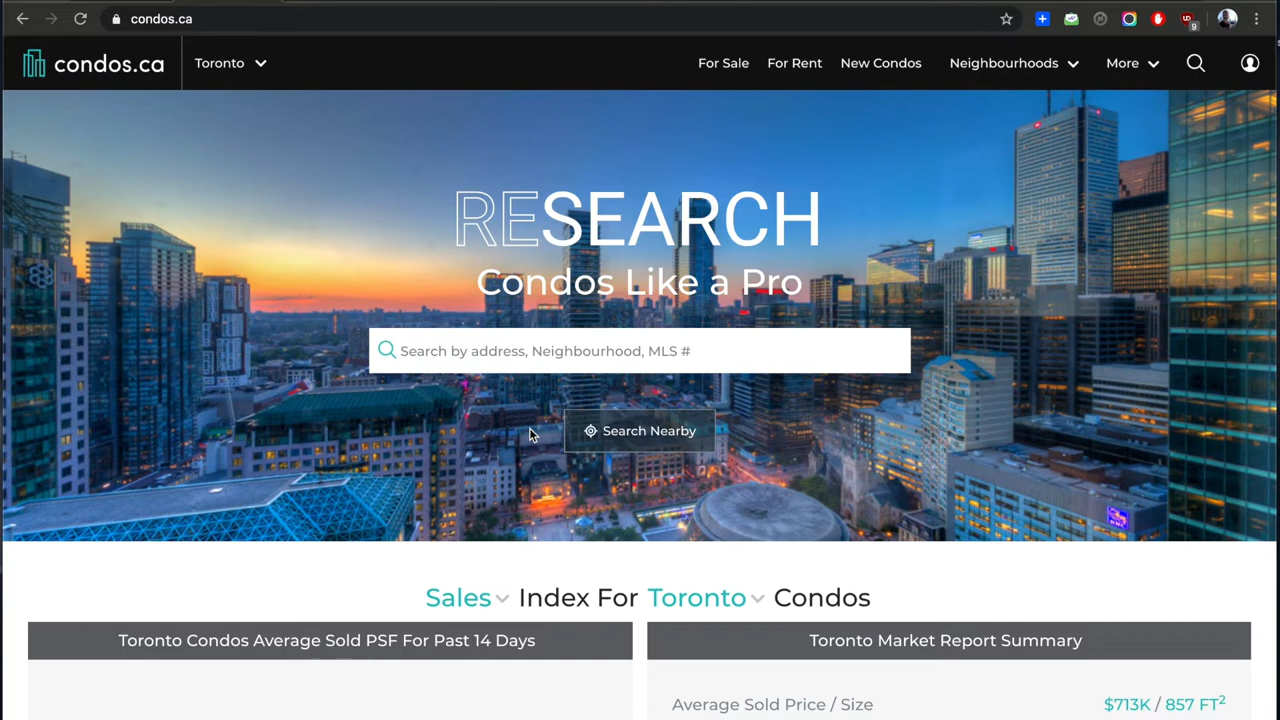 condos.ca
9
condos.ca
Toronto
For Sale
For Rent
New Condos
Neighbourhoods
More
RESEARCH
Condos Like a Pro
Search by address, Neighbourhood, MLS #
Search Nearby
Sales Index For Toronto Condos
Toronto Condos Average Sold PSF For Past 14 Days
Toronto Market Report Summary
Average Sold Price / Size
$713K / 857 FT²